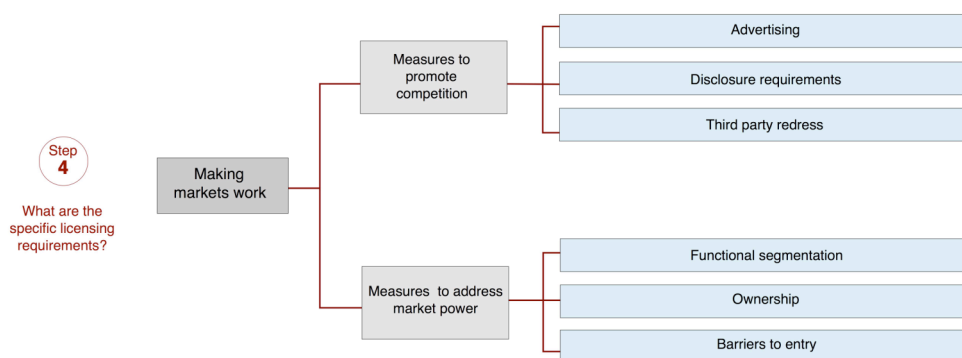 Step
4
What are the
specific licensing
requirements?
Making
markets work
Measures to
promote
competition
Advertising
Disclosure requirements
Third party redress
Measures to address
market power
Functional segmentation
Ownership
Barriers to entry